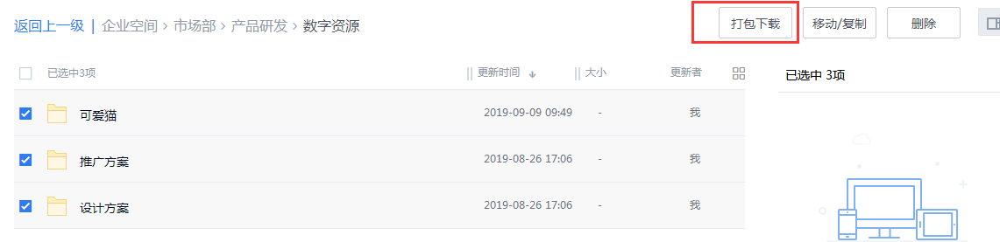 返回上一级 | 企业空间 > 市场部 > 产品研发 > 数字资源 打包下载 移动/复制 删除
已选中3项 更新时间 大小 更新者 已选中 3项
可爱猫 2019-09-09 09:49 - 我
推广方案 2019-08-26 17:06 - 我
设计方案 2019-08-26 17:06 - 我